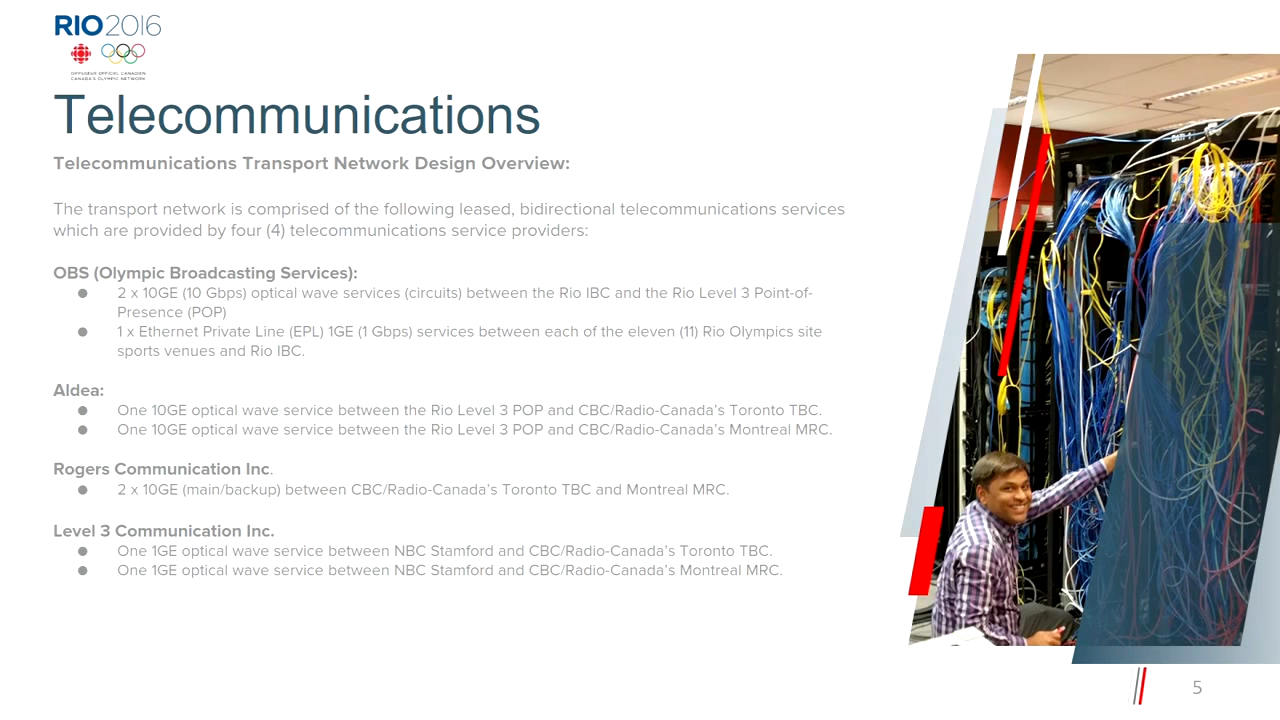 RIO2016
DIFFUSEUR OFFICIEL CANADIEN
CANADA'S OLYMPIC NETWORK
Telecommunications
Telecommunications Transport Network Design Overview:
The transport network is comprised of the following leased, bidirectional telecommunications services
which are provided by four (4) telecommunications service providers:
OBS (Olympic Broadcasting Services):
● 2 x 10GE (10 Gbps) optical wave services (circuits) between the Rio IBC and the Rio Level 3 Point-of-
Presence (POP)
● 1 x Ethernet Private Line (EPL) 1GE (1 Gbps) services between each of the eleven (11) Rio Olympics site
sports venues and Rio IBC.
Aldea:
● One 10GE optical wave service between the Rio Level 3 POP and CBC/Radio-Canada's Toronto TBC.
● One 10GE optical wave service between the Rio Level 3 POP and CBC/Radio-Canada's Montreal MRC.
Rogers Communication Inc.
● 2 x 10GE (main/backup) between CBC/Radio-Canada's Toronto TBC and Montreal MRC.
Level 3 Communication Inc.
● One 1GE optical wave service between NBC Stamford and CBC/Radio-Canada's Toronto TBC.
● One 1GE optical wave service between NBC Stamford and CBC/Radio-Canada's Montreal MRC.
5